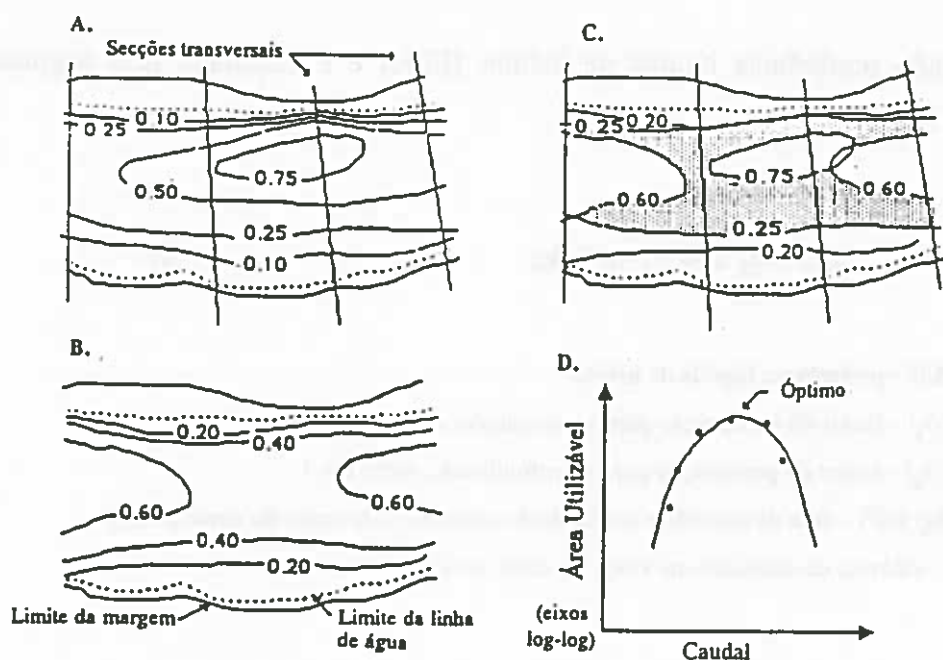 A.
Secções transversais
0.10
0.25
0.75
0.50
0.25
0.10
B.
0.20
0.40
0.60
0.60
0.40
0.20
Limite da margem
Limite da linha
de água
C.
0.25
0.20
0.75
0.60
0.60
0.25
0.20
D.
Óptimo
Área Utilizável
(eixos
log-log)
Caudal